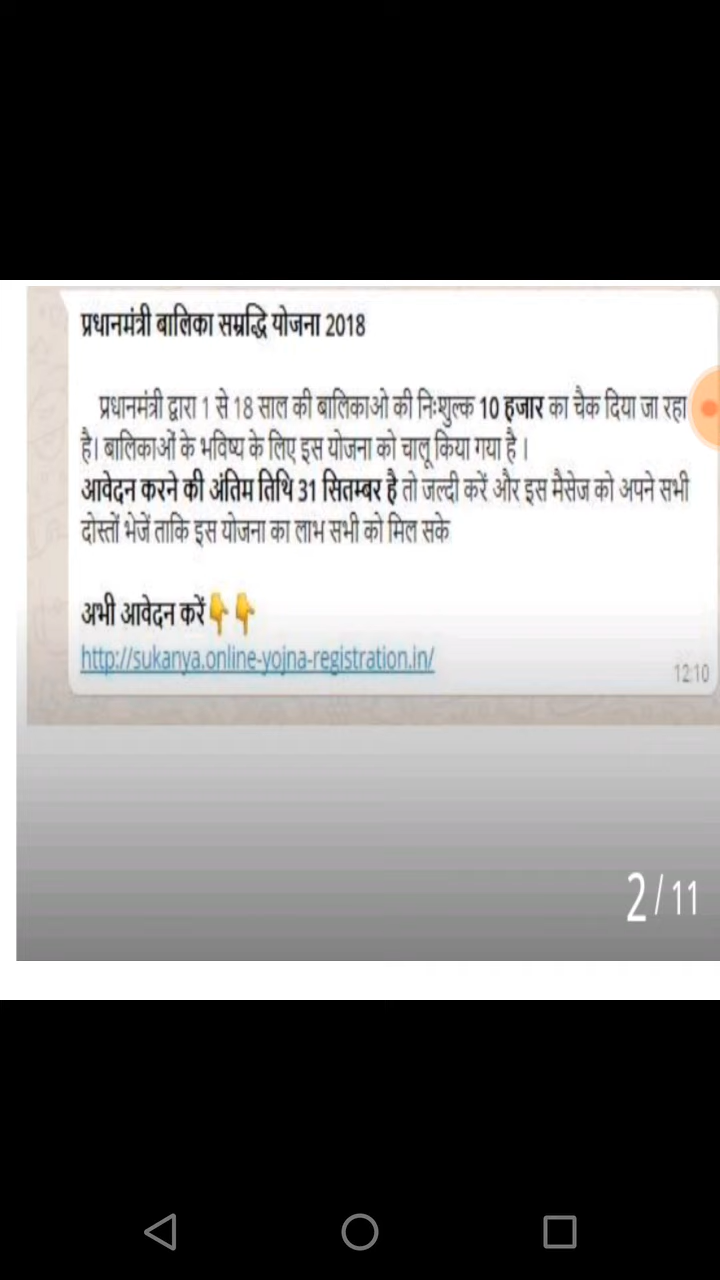 प्रधानमंत्री बालिका सम्रद्धि योजना 2018
प्रधानमंत्री द्वारा 1 से 18 साल की बालिकाओ की निःशुल्क 10 हजार का चैक दिया जा रहा
है। बालिकाओं के भविष्य के लिए इस योजना को चालू किया गया है ।
आवेदन करने की अंतिम तिथि 31 सितम्बर है तो जल्दी करें और इस मैसेज को अपने सभी
दोस्तों भेजें ताकि इस योजना का लाभ सभी को मिल सके
अभी आवेदन करें👇👇
http://sukanya.online-yojna-registration.in/
12:10
2/11